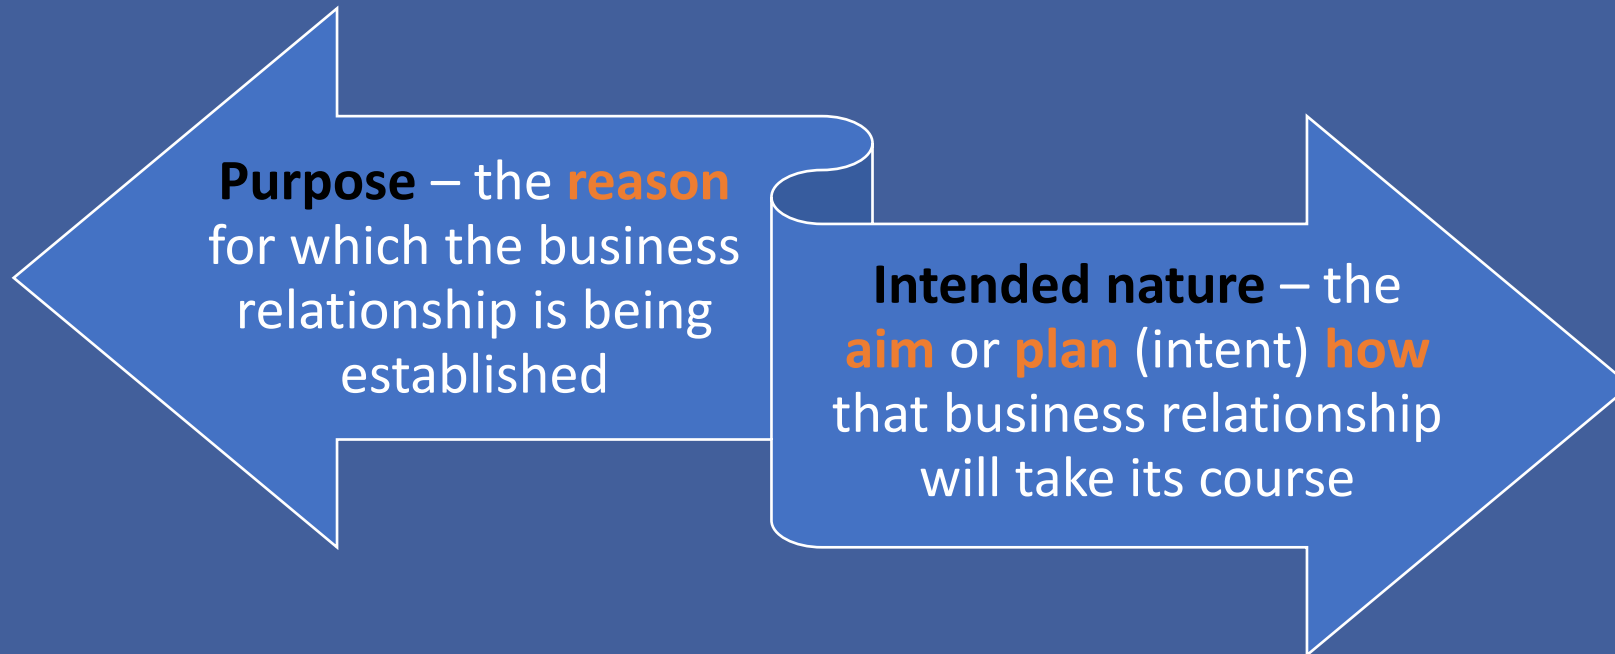 Purpose – the reason
for which the business
relationship is being
established
Intended nature – the
aim or plan (intent) how
that business relationship
will take its course